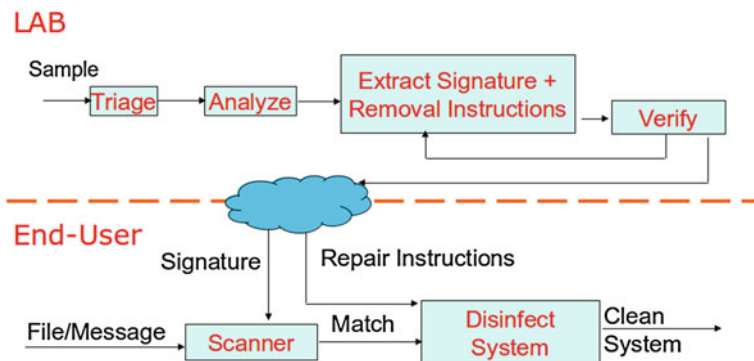 LAB
Sample
Triage
Analyze
Extract Signature +
Removal Instructions
Verify
End-User
Signature
Repair Instructions
File/Message
Scanner
Match
Disinfect
System
Clean
System